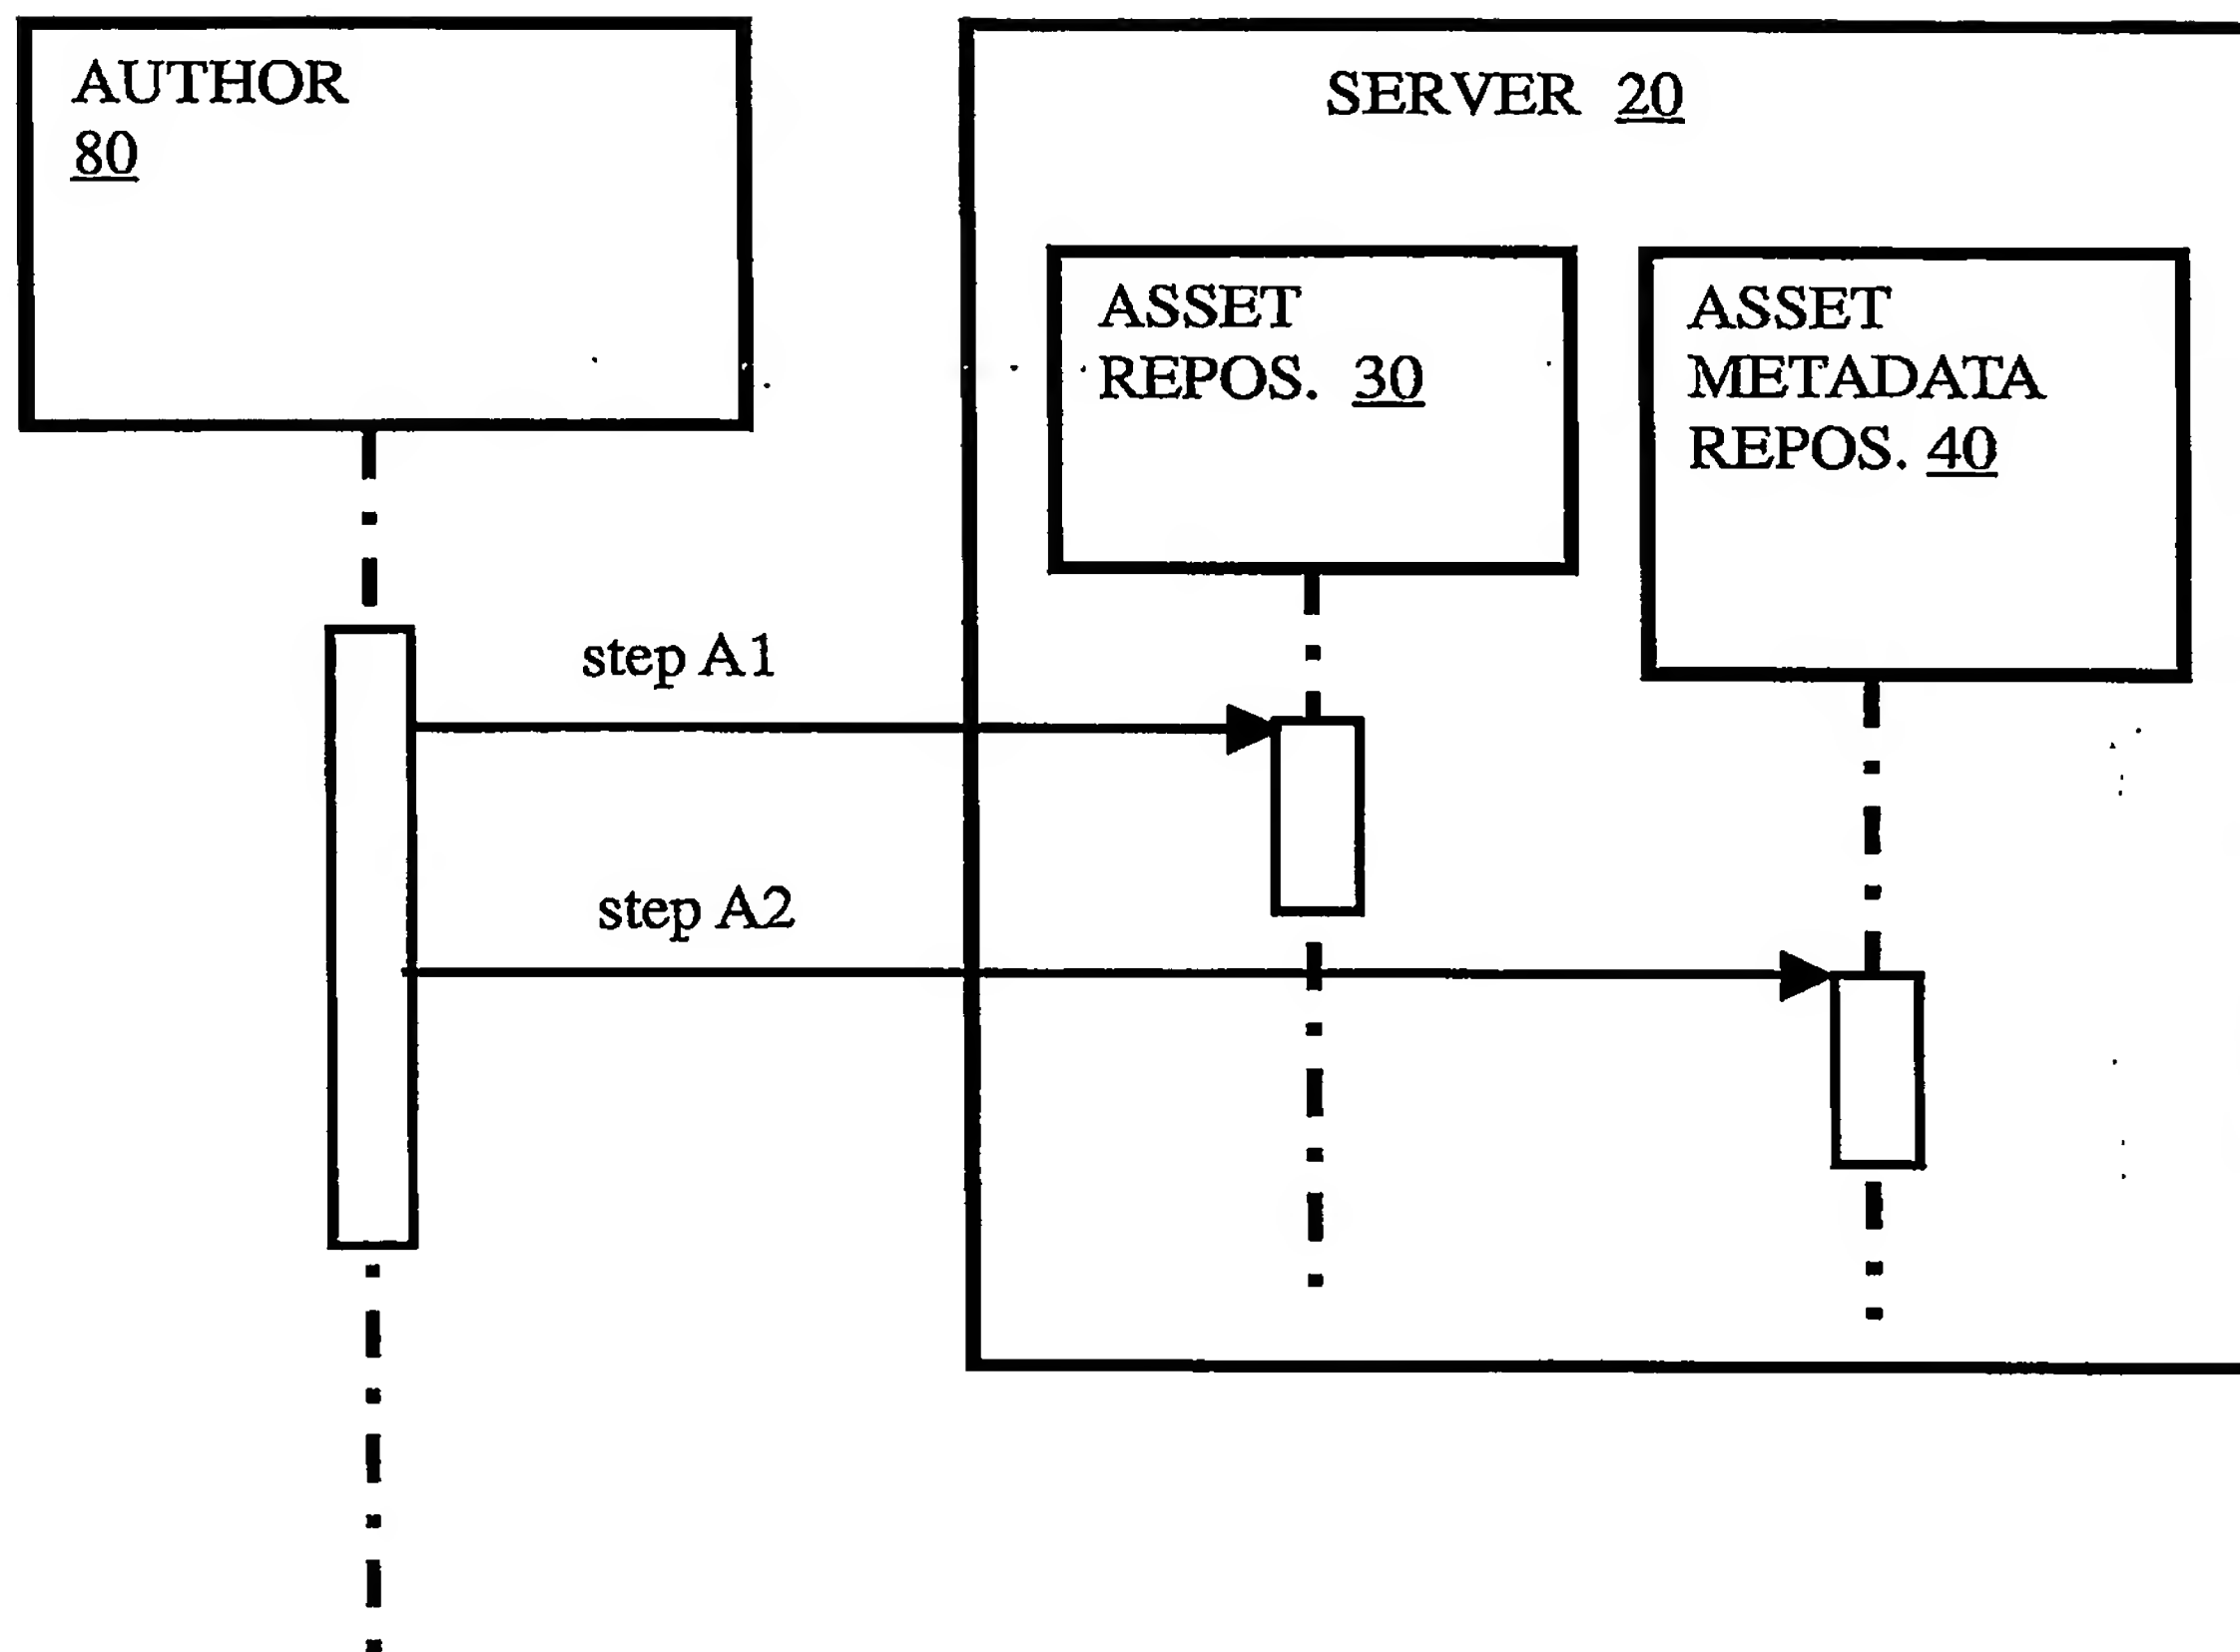 AUTHOR
80
SERVER 20
ASSET
REPOS. 30
ASSET
METADATA
REPOS. 40
step A1
step A2